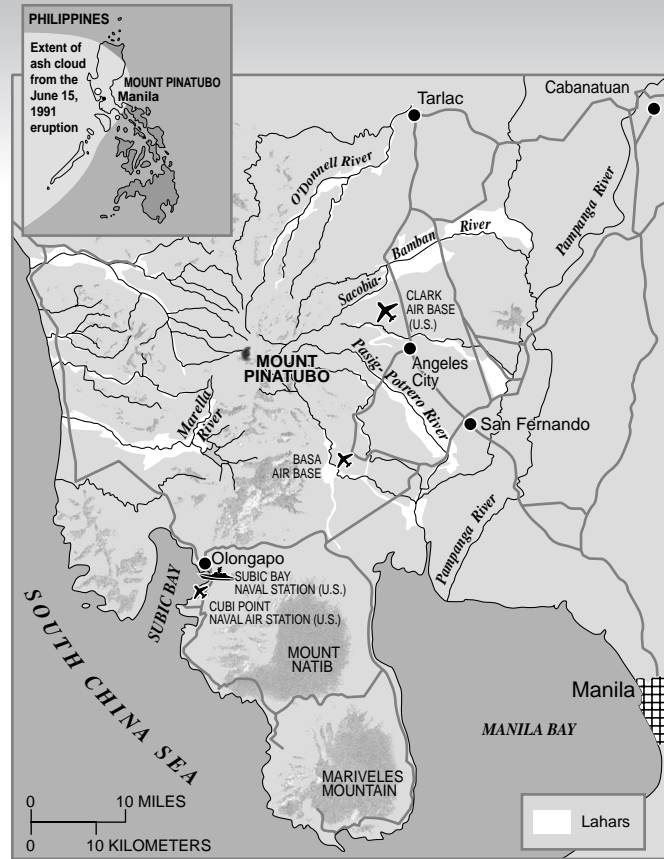 PHILIPPINES
Extent of
ash cloud
from the
June 15,
1991
eruption
MOUNT PINATUBO
Manila
Tarlac
Cabanatuan
O'Donnell River
Pampanga River
Sacobia-
Bamban
River
CLARK
AIR BASE
(U.S.)
MOUNT
PINATUBO
Angeles
City
Pasig-Potrero River
Marella
River
San Fernando
BASA
AIR BASE
Pampanga River
Olongapo
SUBIC BAY
NAVAL STATION (U.S.)
CUBI POINT
NAVAL AIR STATION (U.S.)
SUBIC BAY
SOUTH CHINA SEA
MOUNT
NATIB
Manila
MANILA BAY
MARIVELES
MOUNTAIN
0 10 MILES
0 10 KILOMETERS
Lahars